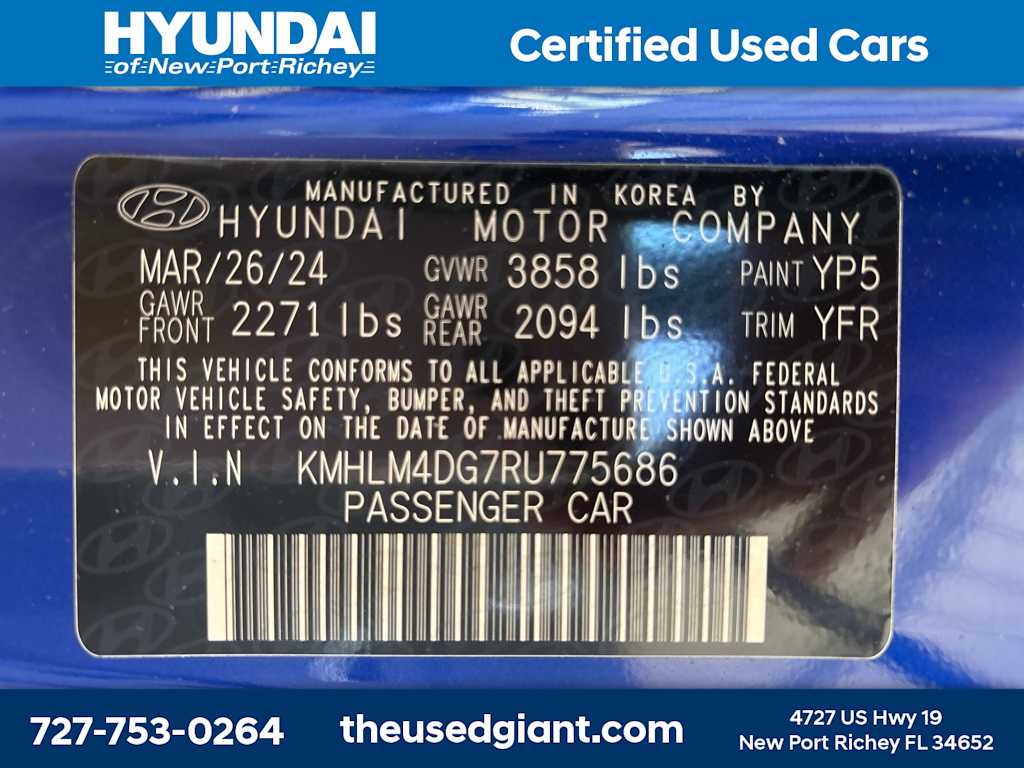 HYUNDAI
of New Port Richey
Certified Used Cars
MANUFACTURED IN KOREA BY
HYUNDAI MOTOR COMPANY
MAR/26/24 GVWR 3858 lbs PAINT YP5
GAWR FRONT 2271 lbs GAWR REAR 2094 lbs TRIM YFR
THIS VEHICLE CONFORMS TO ALL APPLICABLE U.S.A. FEDERAL
MOTOR VEHICLE SAFETY, BUMPER, AND THEFT PREVENTION STANDARDS
IN EFFECT ON THE DATE OF MANUFACTURE SHOWN ABOVE
V.I.N KMHLM4DG7RU775686
PASSENGER CAR
727-753-0264
theusedgiant.com
4727 US Hwy 19
New Port Richey FL 34652